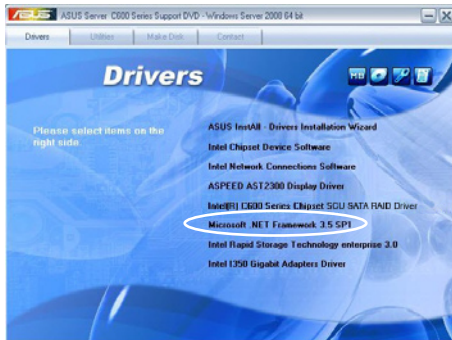 ASUS ASUS Server C600 Series Support DVD - Windows Server 2008 64 bit
Drivers Utilities Make Disk Contact
Drivers
MB
Please select items on the
right side.
ASUS InstAll - Drivers Installation Wizard
Intel Chipset Device Software
Intel Network Connections Software
ASPEED AST2300 Display Driver
Intel(R) C600 Series Chipset SCU SATA RAID Driver
Microsoft .NET Framework 3.5 SP1
Intel Rapid Storage Technology enterprise 3.0
Intel I350 Gigabit Adapters Driver